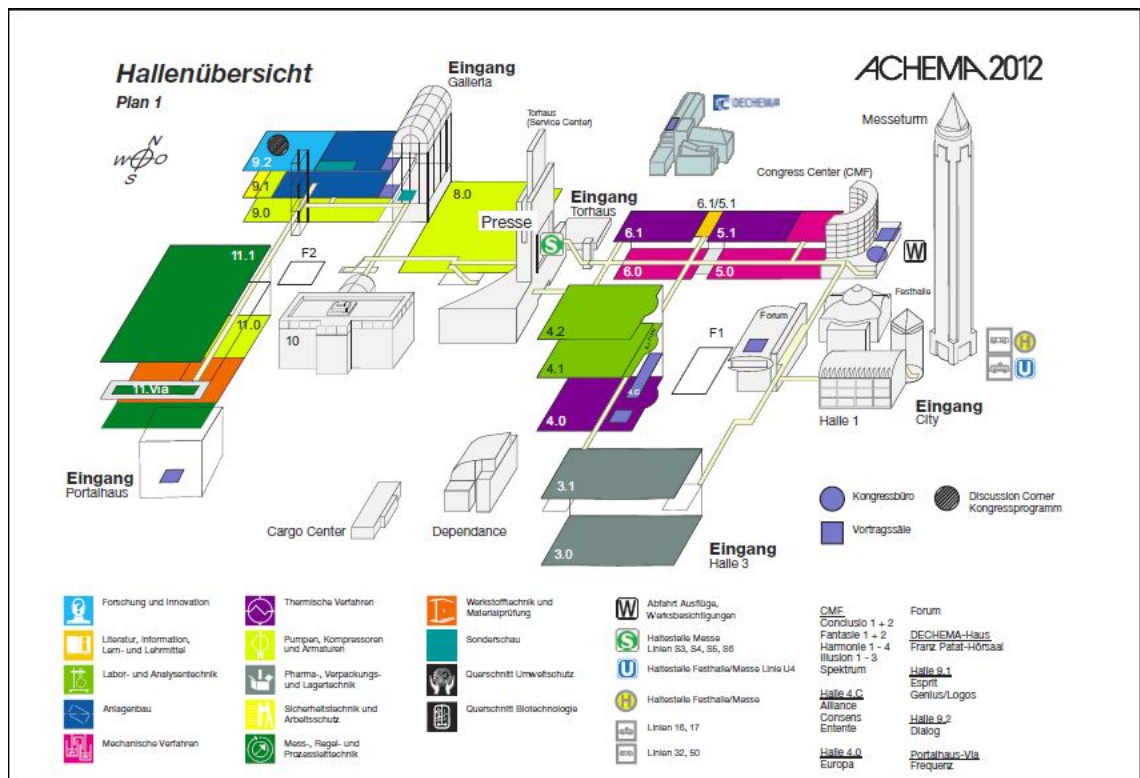 Hallenübersicht
Plan 1
ACHEMA 2012
N
W O
S
Eingang
Galleria
Torhaus
(Service Center)
DECHEMA
Messeturm
Congress Center (CMF)
Eingang
Torhaus
Presse
S
6.1/5.1
9.2
9.1
9.0
8.0
6.1
5.1
6.0
5.0
W
11.1
F2
11.0
10
11.Via
4.2
4.1
4.C
4.0
F1
Forum
Festhalle
H
U
Halle 1
Eingang
City
Eingang
Portalhaus
Cargo Center
Dependance
3.1
3.0
Eingang
Halle 3
Kongressbüro
Vortragssäle
Discussion Corner
Kongressprogramm
Forschung und Innovation
Literatur, Information,
Lern- und Lehrmittel
Labor- und Analysentechnik
Anlagenbau
Mechanische Verfahren
Thermische Verfahren
Pumpen, Kompressoren
und Armaturen
Pharma-, Verpackungs-
und Lagertechnik
Sicherheitstechnik und
Arbeitsschutz
Mess-, Regel- und
Prozessleittechnik
Werkstofftechnik und
Materialprüfung
Sonderschau
Querschnitt Umweltschutz
Querschnitt Biotechnologie
W
Abfahrt Ausflüge,
Werksbesichtigungen
S
Haltestelle Messe
Linien S3, S4, S5, S6
U
Haltestelle Festhalle/Messe Linie U4
H
Haltestelle Festhalle/Messe
Linien 16, 17
Linien 32, 50
CMF
Conclusio 1 + 2
Fantasie 1 + 2
Harmonie 1 - 4
Illusion 1 - 3
Spektrum
Halle 4.C
Alliance
Consens
Entente
Halle 4.0
Europa
Forum
DECHEMA-Haus
Franz Patat-Hörsaal
Halle 9.1
Esprit
Genius/Logos
Halle 9.2
Dialog
Portalhaus-Via
Frequenz